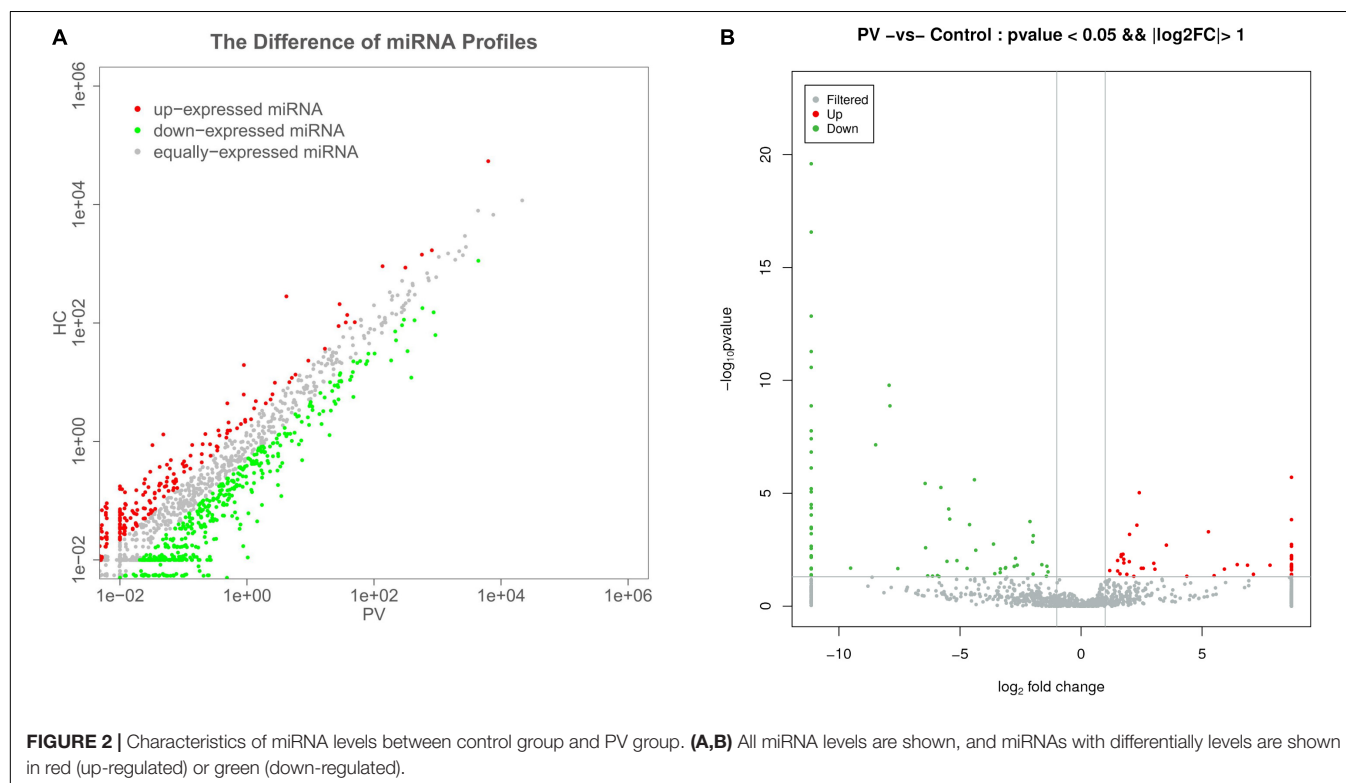 A
The Difference of miRNA Profiles
up−expressed miRNA
down−expressed miRNA
equally−expressed miRNA
HC
1e+06
1e+04
1e+02
1e+00
1e−02
1e−02
1e+00
1e+02
1e+04
1e+06
PV
B
PV −vs− Control : pvalue < 0.05 && |log2FC|> 1
Filtered
Up
Down
−log10pvalue
20
15
10
5
0
−10
−5
0
5
log2 fold change
FIGURE 2 | Characteristics of miRNA levels between control group and PV group. (A,B) All miRNA levels are shown, and miRNAs with differentially levels are shown
in red (up-regulated) or green (down-regulated).